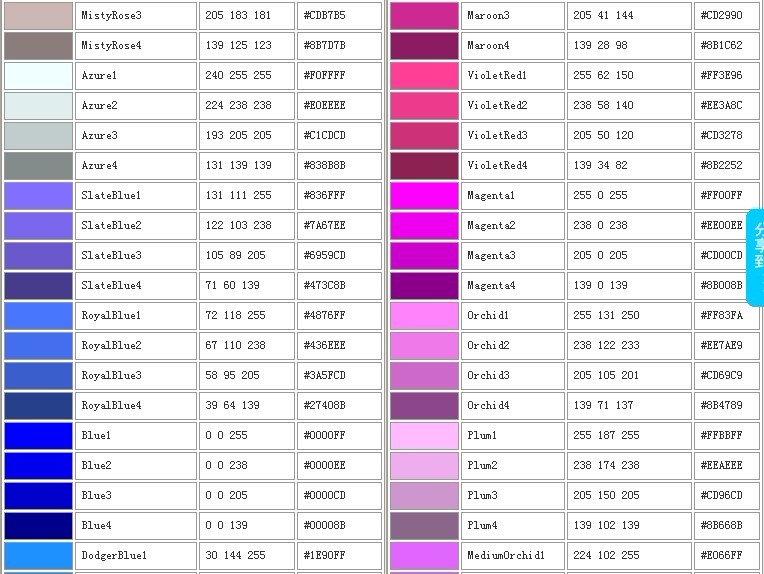 MistyRose3 205 183 181 #CDB7B5 Maroon3 205 41 144 #CD2990
MistyRose4 139 125 123 #8B7D7B Maroon4 139 28 98 #8B1C62
Azure1 240 255 255 #F0FFFF VioletRed1 255 62 150 #FF3E96
Azure2 224 238 238 #E0EEEE VioletRed2 238 58 140 #EE3A8C
Azure3 193 205 205 #C1CDCD VioletRed3 205 50 120 #CD3278
Azure4 131 139 139 #838B8B VioletRed4 139 34 82 #8B2252
SlateBlue1 131 111 255 #836FFF Magenta1 255 0 255 #FF00FF
SlateBlue2 122 103 238 #7A67EE Magenta2 238 0 238 #EE00EE
SlateBlue3 105 89 205 #6959CD Magenta3 205 0 205 #CD00CD
SlateBlue4 71 60 139 #473C8B Magenta4 139 0 139 #8B008B
RoyalBlue1 72 118 255 #4876FF Orchid1 255 131 250 #FF83FA
RoyalBlue2 67 110 238 #436EEE Orchid2 238 122 233 #EE7AE9
RoyalBlue3 58 95 205 #3A5FCD Orchid3 205 105 201 #CD69C9
RoyalBlue4 39 64 139 #27408B Orchid4 139 71 137 #8B4789
Blue1 0 0 255 #0000FF Plum1 255 187 255 #FFBBFF
Blue2 0 0 238 #0000EE Plum2 238 174 238 #EEAEEE
Blue3 0 0 205 #0000CD Plum3 205 150 205 #CD96CD
Blue4 0 0 139 #00008B Plum4 139 102 139 #8B668B
DodgerBlue1 30 144 255 #1E90FF MediumOrchid1 224 102 255 #E066FF
分享到